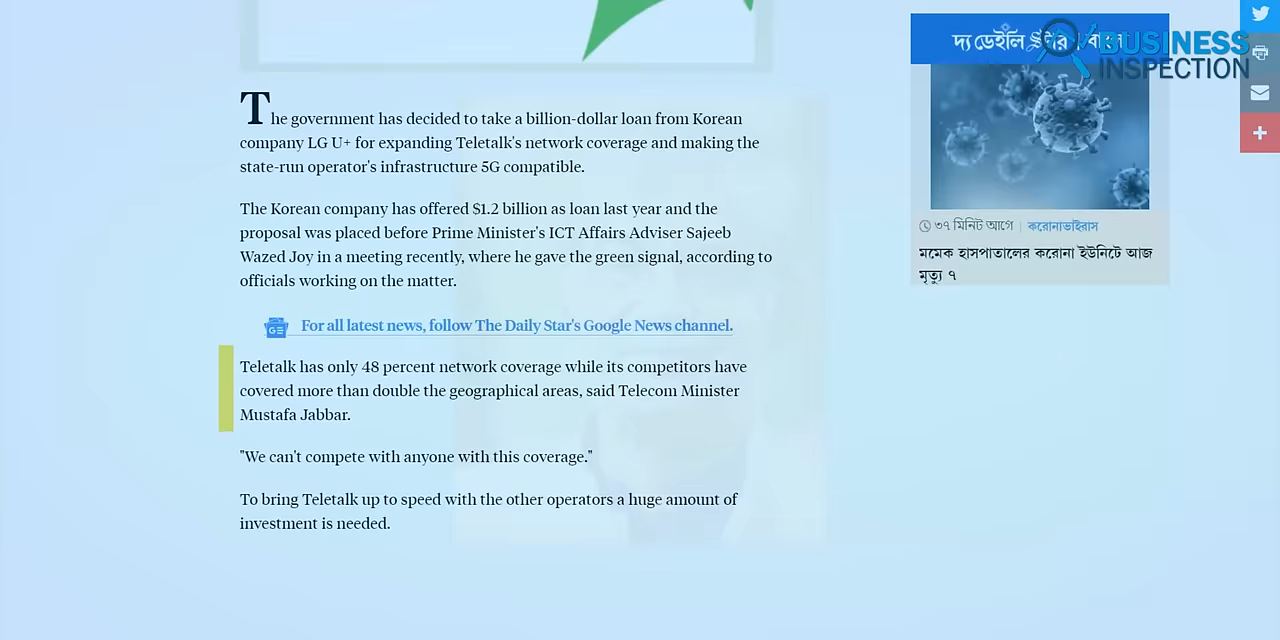 The government has decided to take a billion-dollar loan from Korean
company LG U+ for expanding Teletalk's network coverage and making the
state-run operator's infrastructure 5G compatible.
The Korean company has offered $1.2 billion as loan last year and the
proposal was placed before Prime Minister's ICT Affairs Adviser Sajeeb
Wazed Joy in a meeting recently, where he gave the green signal, according to
officials working on the matter.
For all latest news, follow The Daily Star's Google News channel.
Teletalk has only 48 percent network coverage while its competitors have
covered more than double the geographical areas, said Telecom Minister
Mustafa Jabbar.
"We can't compete with anyone with this coverage."
To bring Teletalk up to speed with the other operators a huge amount of
investment is needed.
দ্য ডেইলি স্টার
BUSINESS
INSPECTION
৩৭ মিনিট আগে | করোনাভাইরাস
মমেক হাসপাতালের করোনা ইউনিটে আজ
মৃত্যু ৭